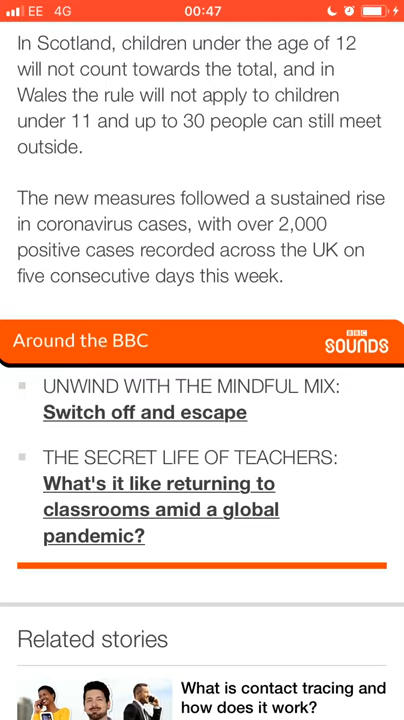 EE 4G 00:47
In Scotland, children under the age of 12
will not count towards the total, and in
Wales the rule will not apply to children
under 11 and up to 30 people can still meet
outside.
The new measures followed a sustained rise
in coronavirus cases, with over 2,000
positive cases recorded across the UK on
five consecutive days this week.
Around the BBC
BBC
SOUNDS
UNWIND WITH THE MINDFUL MIX:
Switch off and escape
THE SECRET LIFE OF TEACHERS:
What's it like returning to
classrooms amid a global
pandemic?
Related stories
What is contact tracing and
how does it work?